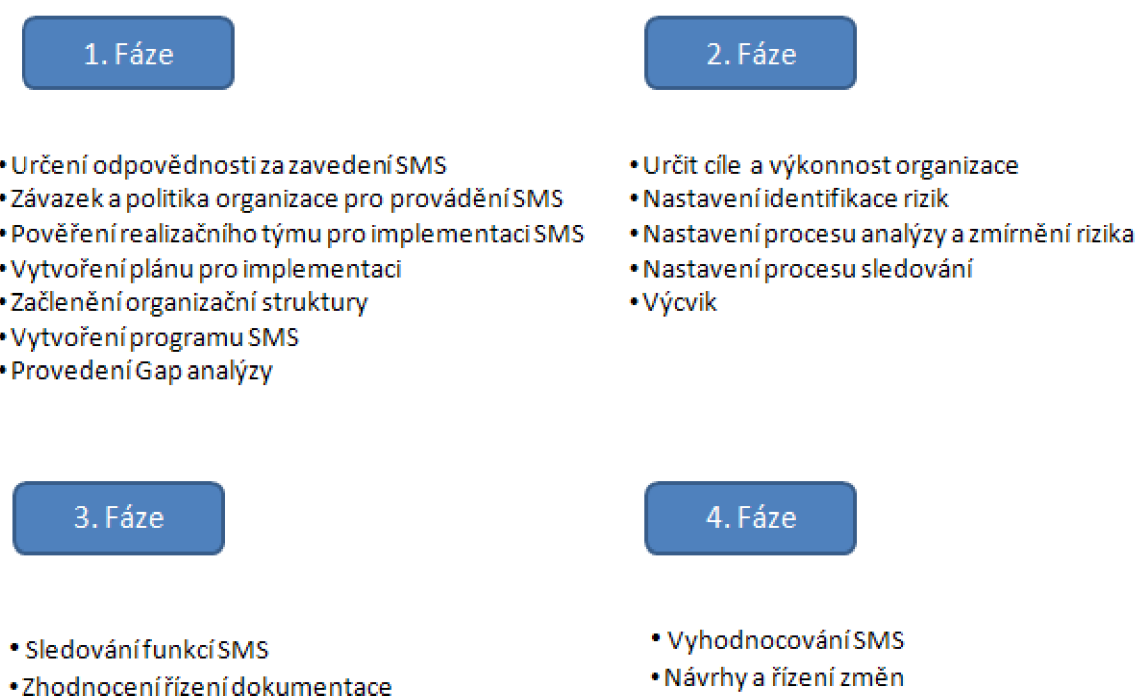 1. Fáze
• Určení odpovědnosti za zavedení SMS
• Závazek a politika organizace pro provádění SMS
• Pověření realizačního týmu pro implementaci SMS
• Vytvoření plánu pro implementaci
• Začlenění organizační struktury
• Vytvoření programu SMS
• Provedení Gap analýzy
2. Fáze
• Určit cíle a výkonnost organizace
• Nastavení identifikace rizik
• Nastavení procesu analýzy a zmírnění rizika
• Nastavení procesu sledování
• Výcvik
3. Fáze
• Sledování funkcí SMS
• Zhodnocení řízení dokumentace
4. Fáze
• Vyhodnocování SMS
• Návrhy a řízení změn